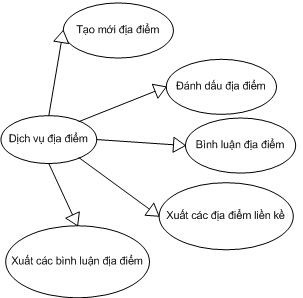 Tạo mới địa điểm
Đánh dấu địa điểm
Dịch vụ địa điểm
Bình luận địa điểm
Xuất các địa điểm liền kề
Xuất các bình luận địa điểm